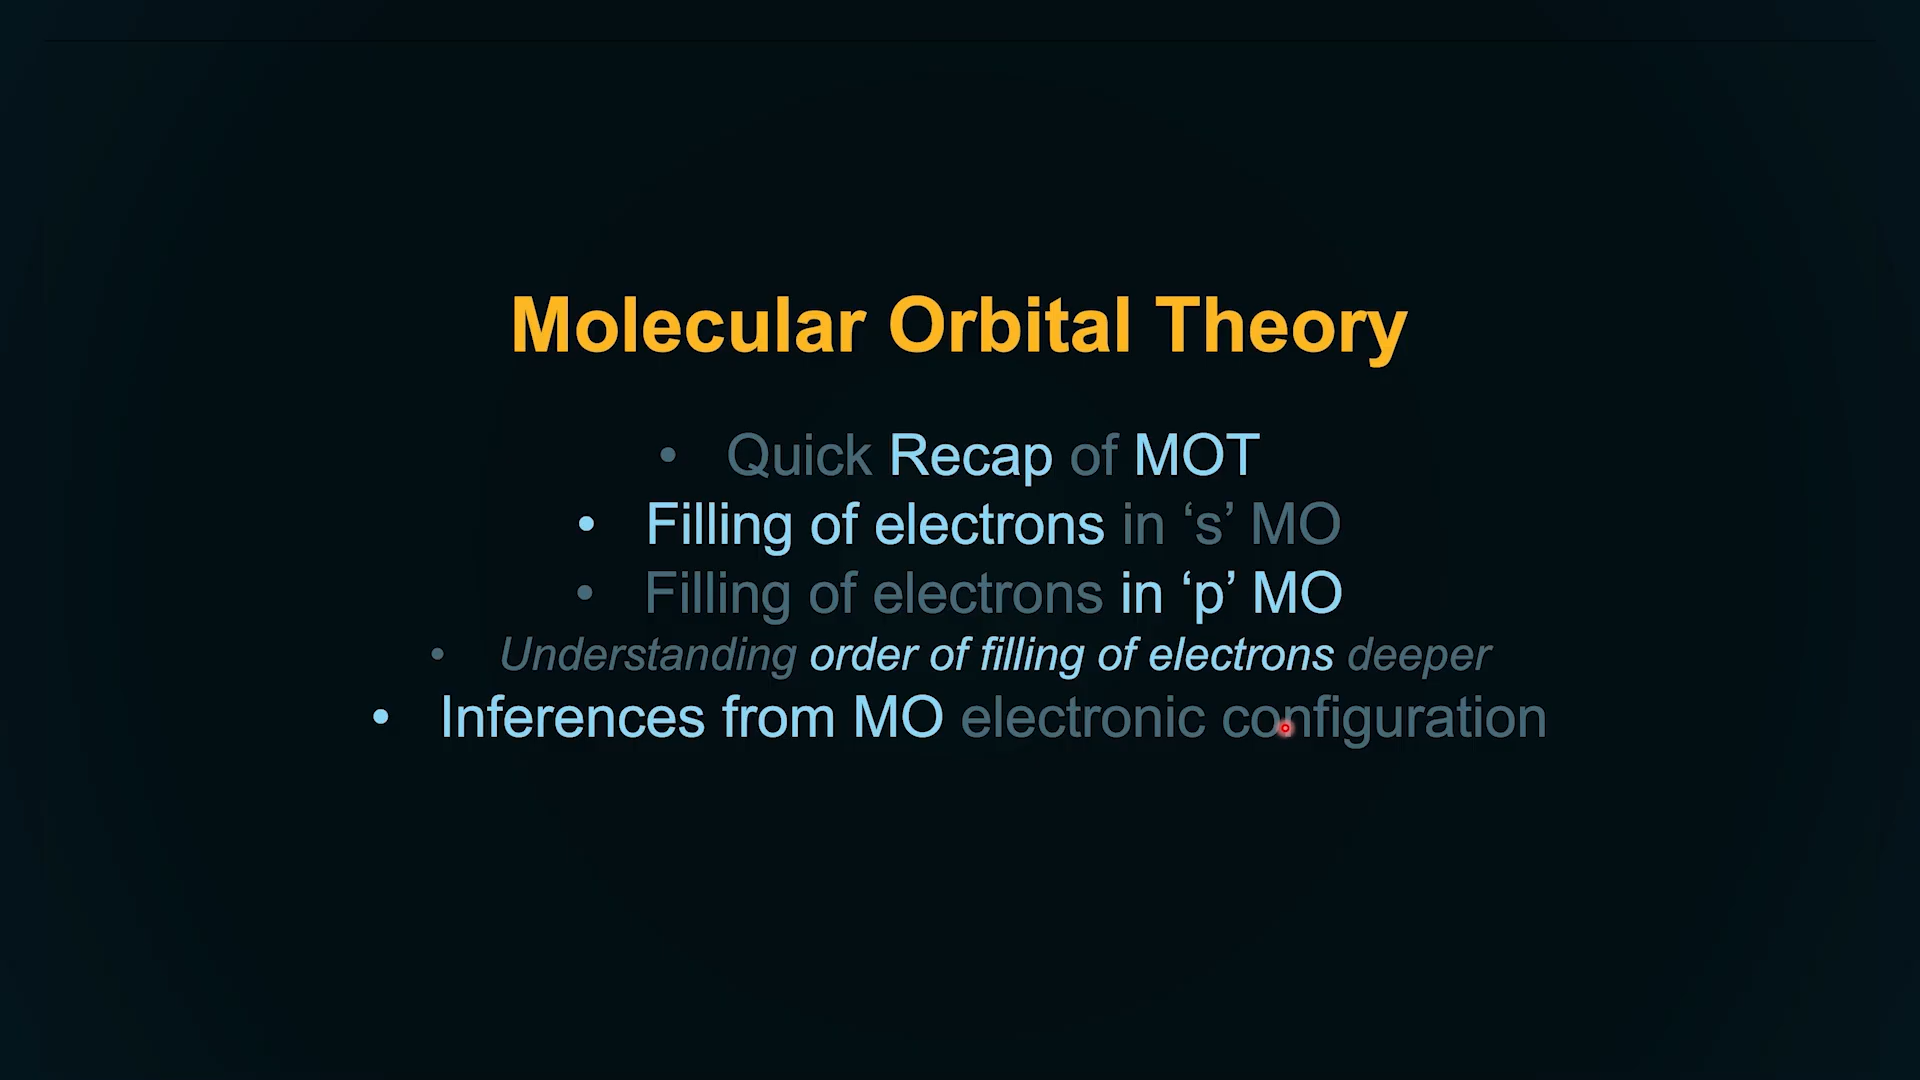 Molecular Orbital Theory
• Quick Recap of MOT
• Filling of electrons in ‘s’ MO
• Filling of electrons in ‘p’ MO
• Understanding order of filling of electrons deeper
• Inferences from MO electronic configuration